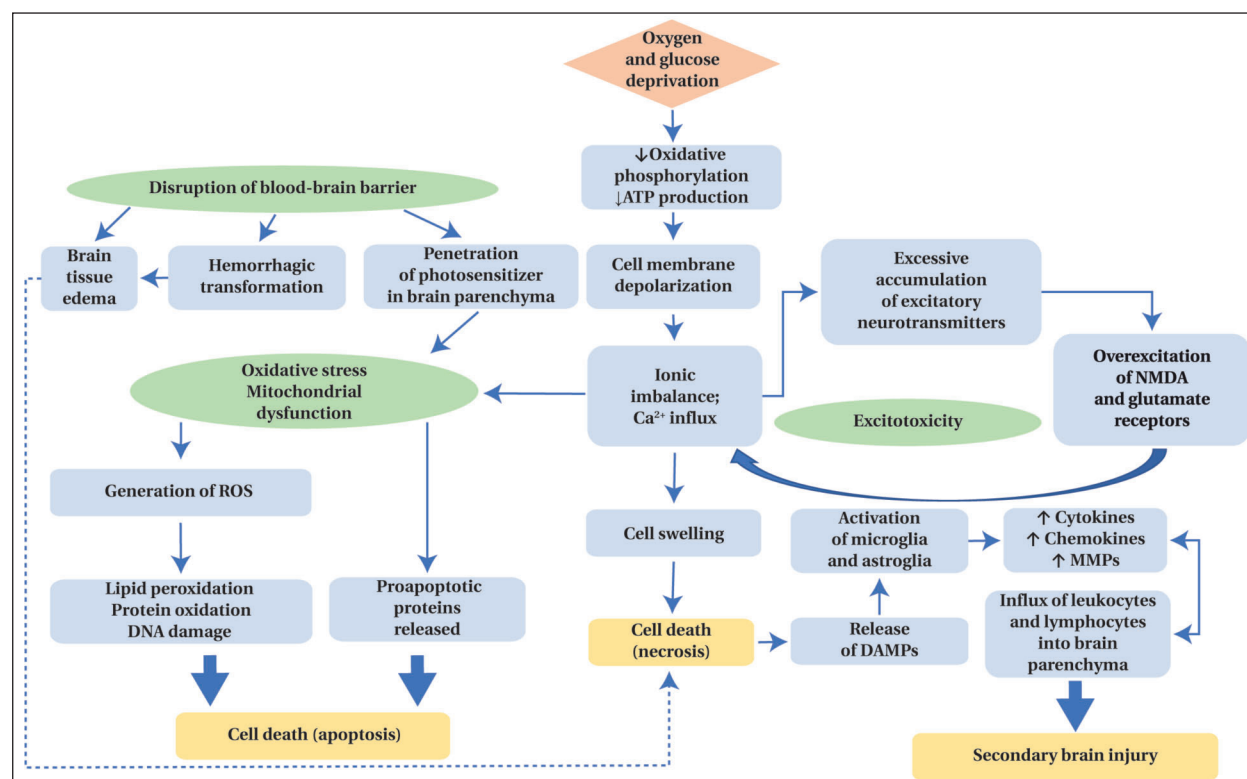 Oxygen
and glucose
deprivation
↓Oxidative
phosphorylation
↓ATP production
Disruption of blood-brain barrier
Brain
tissue
edema
Hemorrhagic
transformation
Penetration
of photosensitizer
in brain parenchyma
Cell membrane
depolarization
Excessive
accumulation
of excitatory
neurotransmitters
Oxidative stress
Mitochondrial
dysfunction
Ionic
imbalance;
Ca²⁺ influx
Excitotoxicity
Overexcitation
of NMDA
and glutamate
receptors
Generation of ROS
Cell swelling
Activation
of microglia
and astroglia
↑ Cytokines
↑ Chemokines
↑ MMPs
Lipid peroxidation
Protein oxidation
DNA damage
Proapoptotic
proteins
released
Cell death
(necrosis)
Release
of DAMPs
Influx of leukocytes
and lymphocytes
into brain
parenchyma
Cell death (apoptosis)
Secondary brain injury